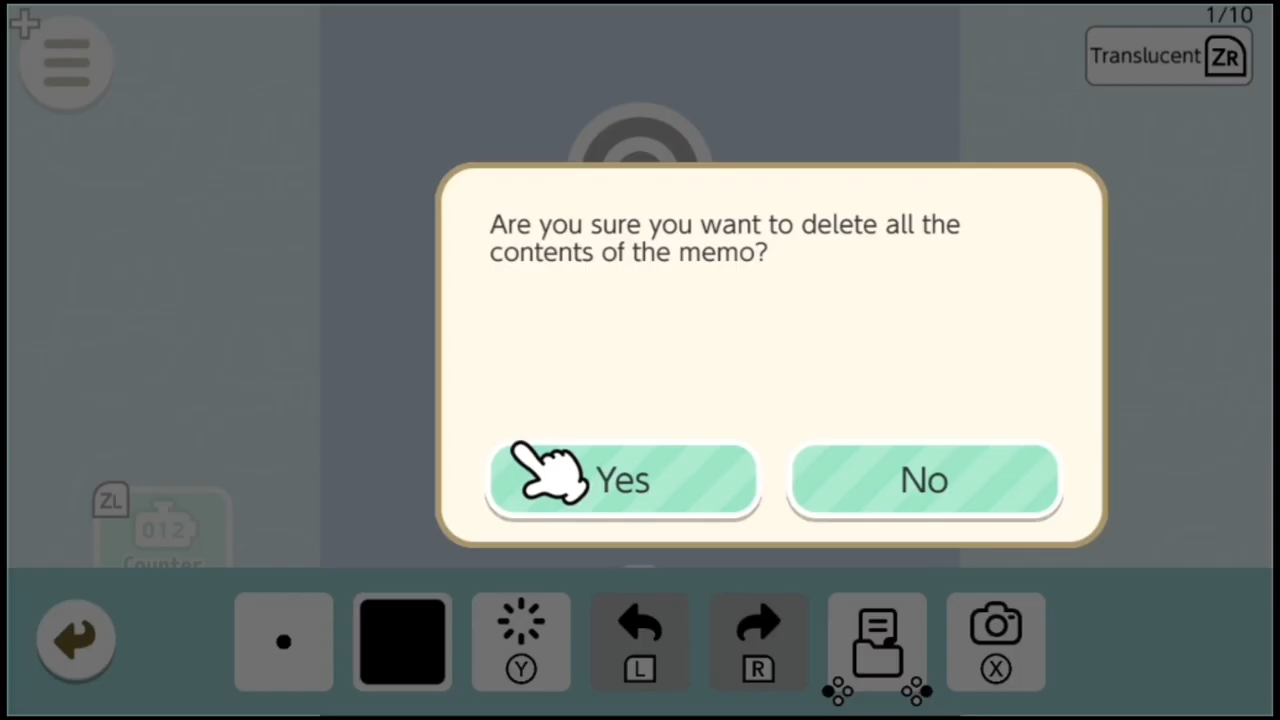 1/10
Translucent ZR
Are you sure you want to delete all the
contents of the memo?
Yes
No
ZL
012
Counter
Y
L
R
X